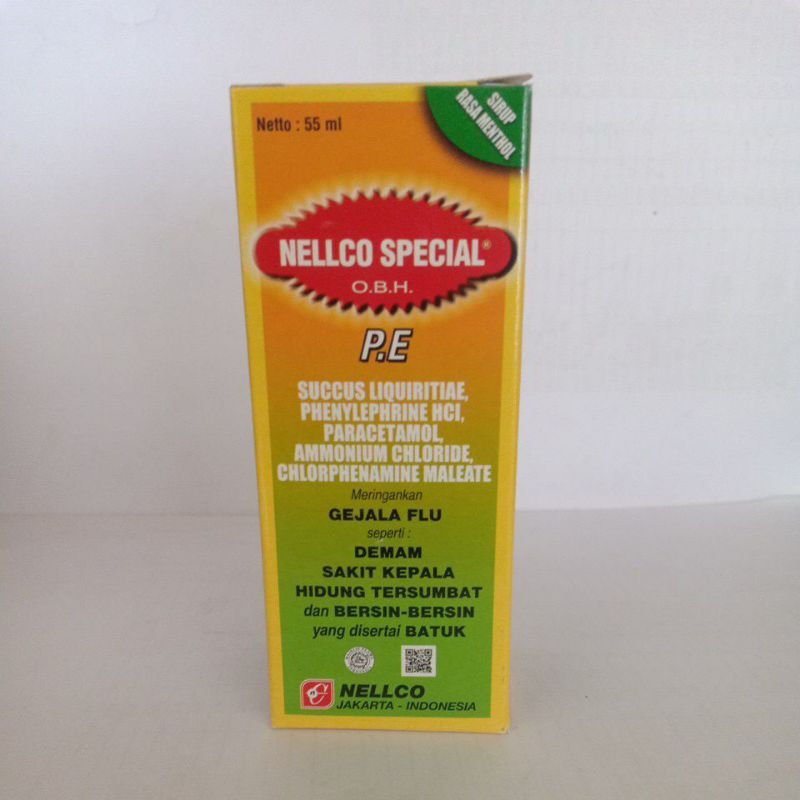 Netto : 55 ml
SIRUP
RASA MENTHOL
NELLCO SPECIAL®
O.B.H.
P.E
SUCCUS LIQUIRITIAE,
PHENYLEPHRINE HCl,
PARACETAMOL,
AMMONIUM CHLORIDE,
CHLORPHENAMINE MALEATE
Meringankan
GEJALA FLU
seperti :
DEMAM
SAKIT KEPALA
HIDUNG TERSUMBAT
dan BERSIN-BERSIN
yang disertai BATUK
NELLCO
JAKARTA - INDONESIA